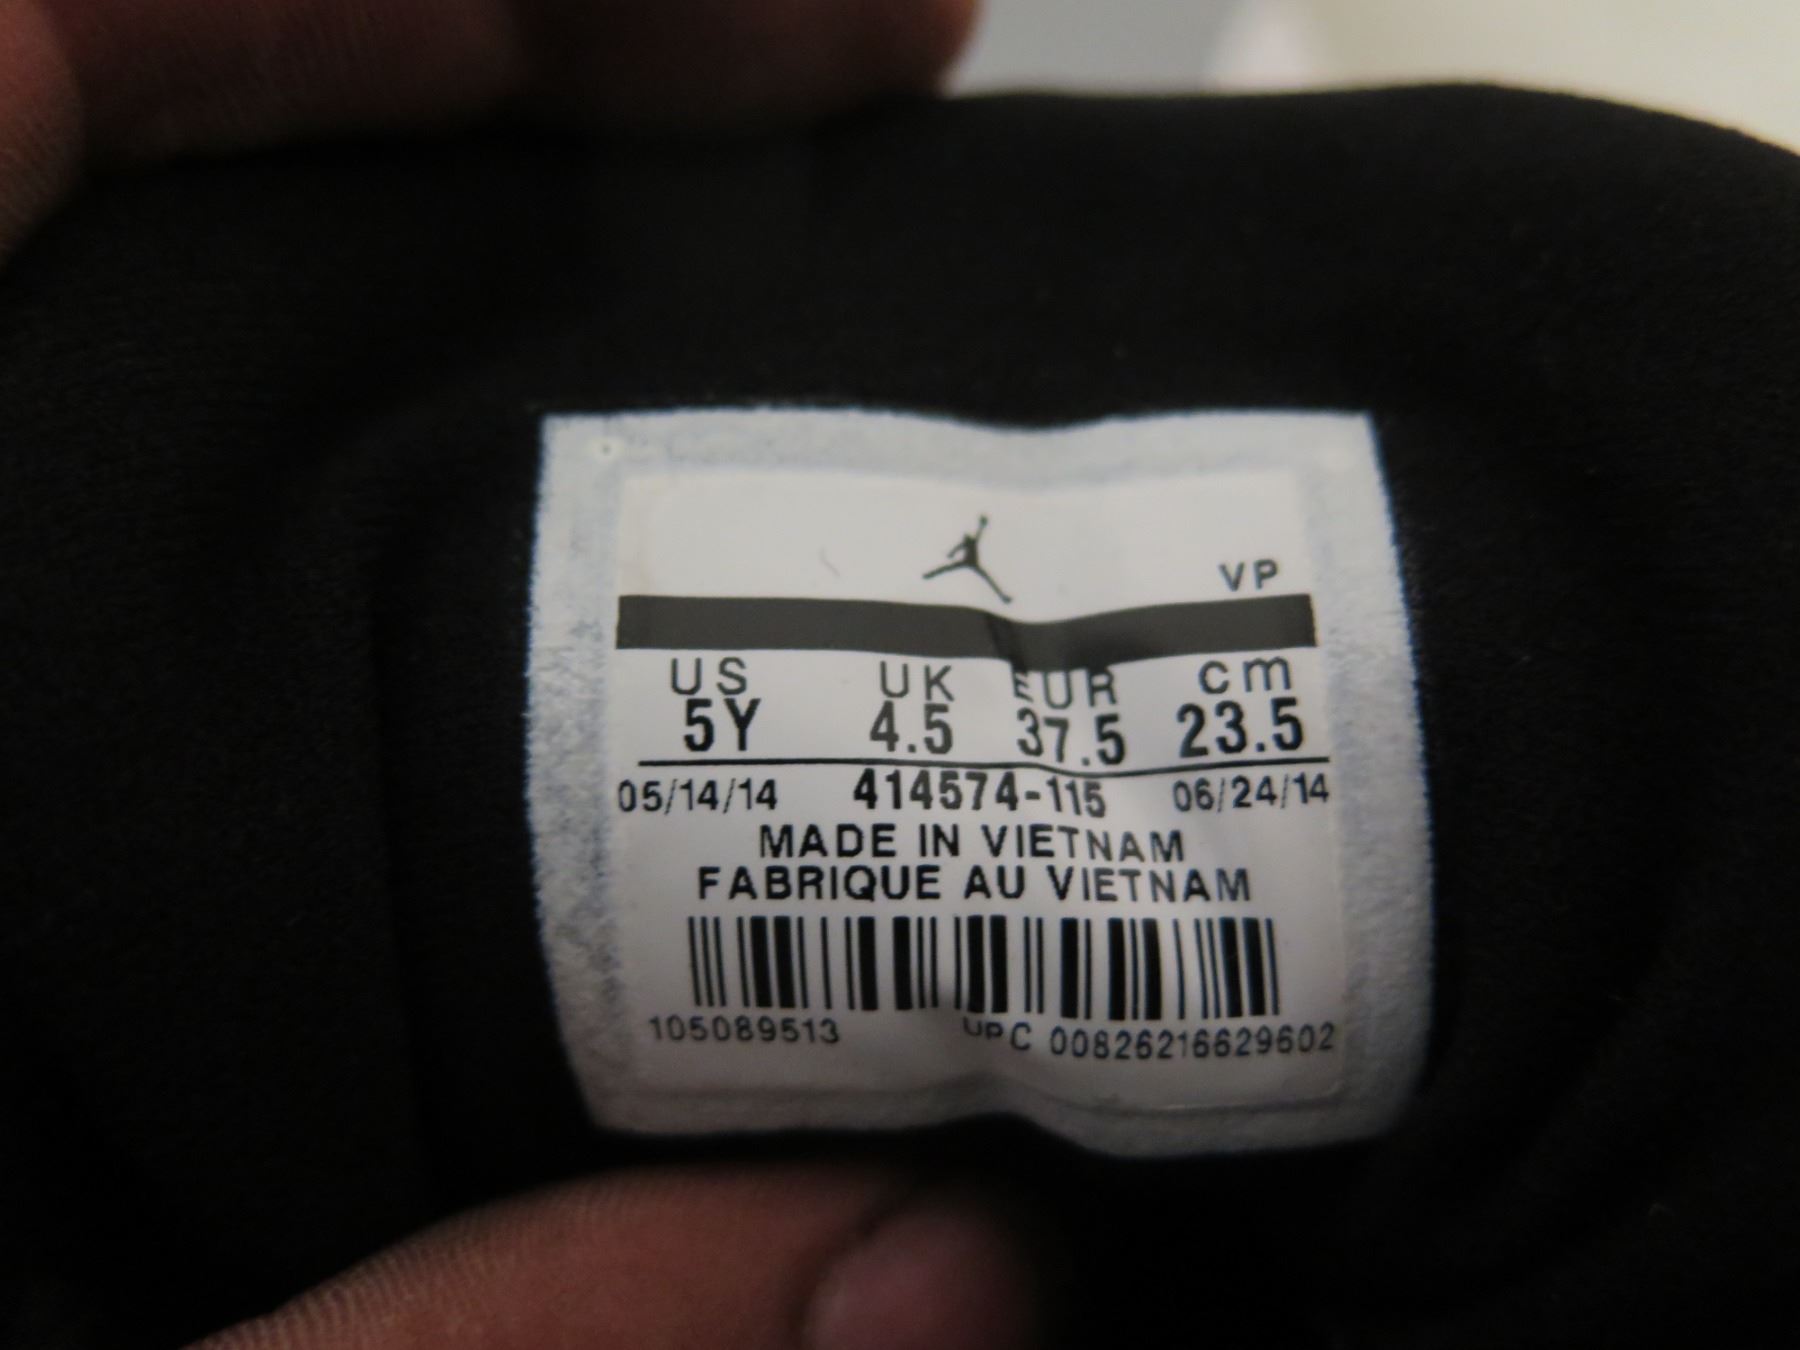 VP
US UK EUR cm
5Y 4.5 37.5 23.5
05/14/14 414574-115 06/24/14
MADE IN VIETNAM
FABRIQUE AU VIETNAM
105089513 UPC 00826216629602